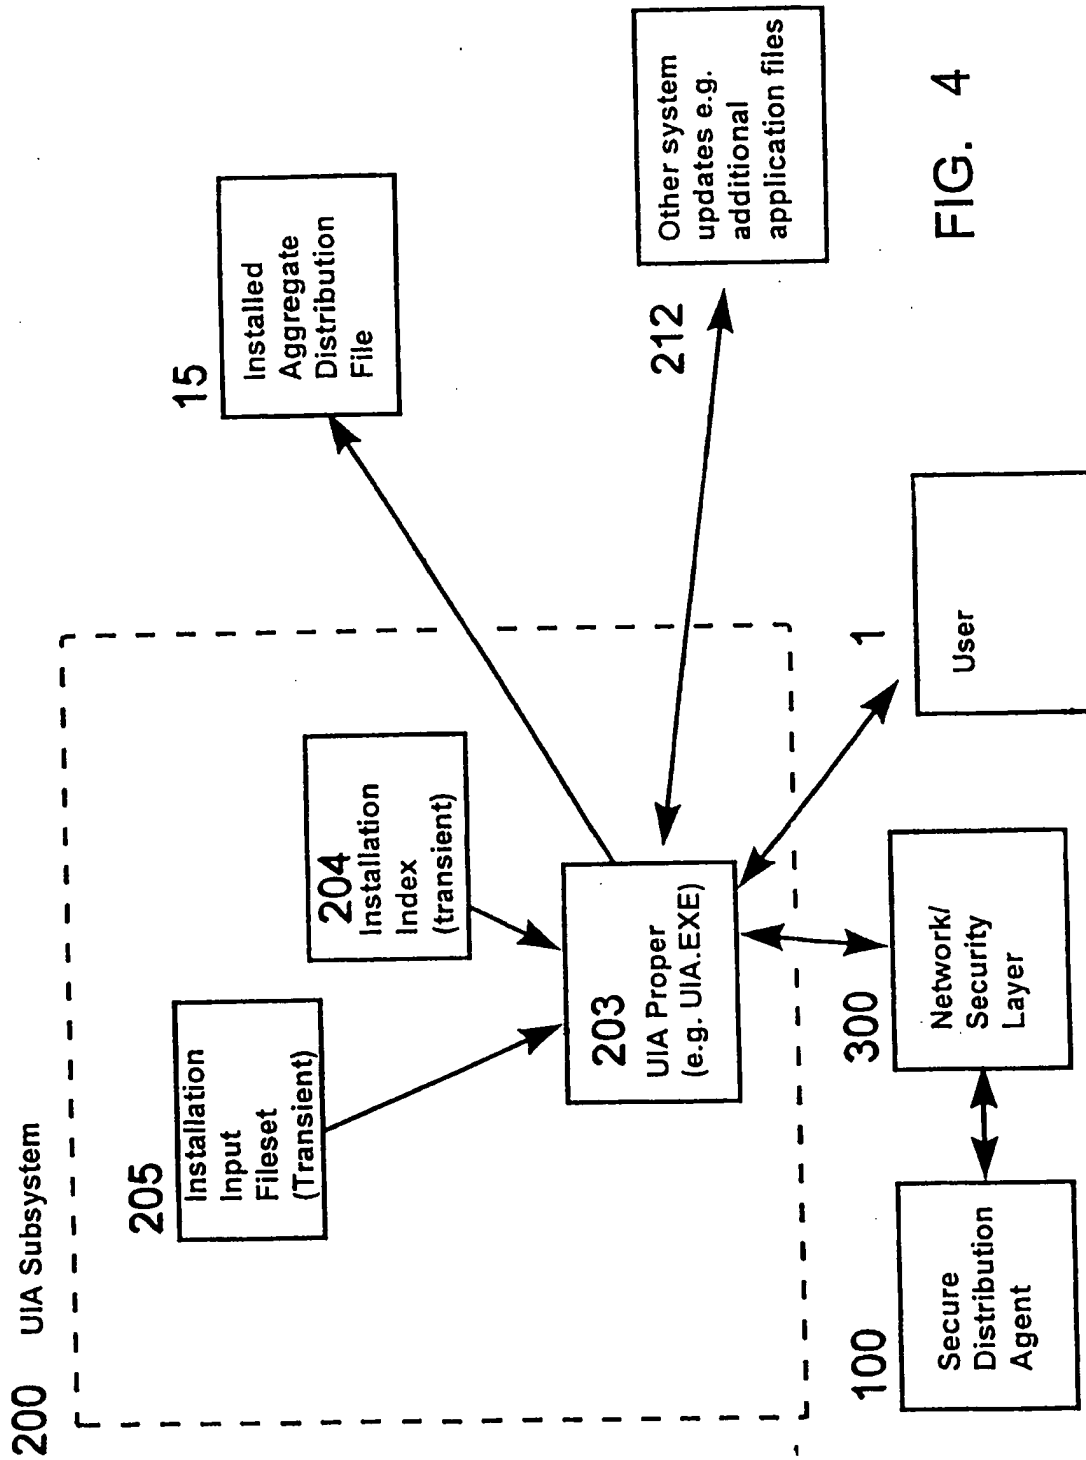 200 UIA Subsystem
205
Installation
Input
Fileset
(Transient)
204
Installation
Index
(transient)
203
UIA Proper
(e.g. UIA.EXE)
15
Installed
Aggregate
Distribution
File
212
Other system
updates e.g.
additional
application files
100
Secure
Distribution
Agent
300
Network/
Security
Layer
1
User
FIG. 4